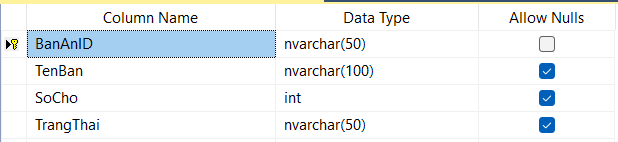 Column Name Data Type Allow Nulls
BanAnID nvarchar(50)
TenBan nvarchar(100)
SoCho int
TrangThai nvarchar(50)